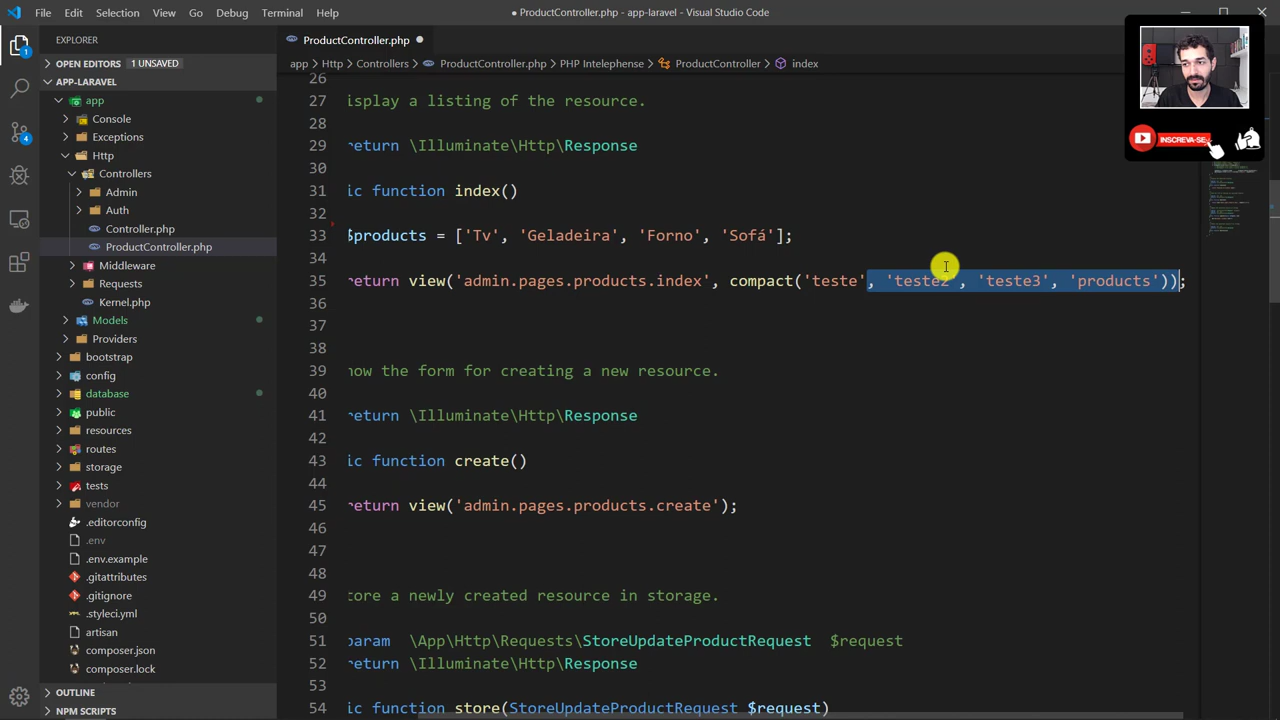 File Edit Selection View Go Debug Terminal Help
● ProductController.php - app-laravel - Visual Studio Code
EXPLORER
OPEN EDITORS 1 UNSAVED
APP-LARAVEL
app
Console
Exceptions
Http
Controllers
Admin
Auth
Controller.php
ProductController.php
Middleware
Requests
Kernel.php
Models
Providers
bootstrap
config
database
public
resources
routes
storage
tests
vendor
.editorconfig
.env
.env.example
.gitattributes
.gitignore
.styleci.yml
artisan
composer.json
composer.lock
OUTLINE
NPM SCRIPTS
1
4
ProductController.php ●
app > Http > Controllers > ProductController.php > PHP Intelephense > ProductController > index
26
27 isplay a listing of the resource.
28
29 return \Illuminate\Http\Response
30
31 ic function index()
32
33 $products = ['Tv', 'Geladeira', 'Forno', 'Sofá'];
34
35 return view('admin.pages.products.index', compact('teste', 'teste2', 'teste3', 'products'));
36
37
38
39 how the form for creating a new resource.
40
41 return \Illuminate\Http\Response
42
43 ic function create()
44
45 return view('admin.pages.products.create');
46
47
48
49 tore a newly created resource in storage.
50
51 param \App\Http\Requests\StoreUpdateProductRequest $request
52 return \Illuminate\Http\Response
53
54 ic function store(StoreUpdateProductRequest $request)
INSCREVA-SE